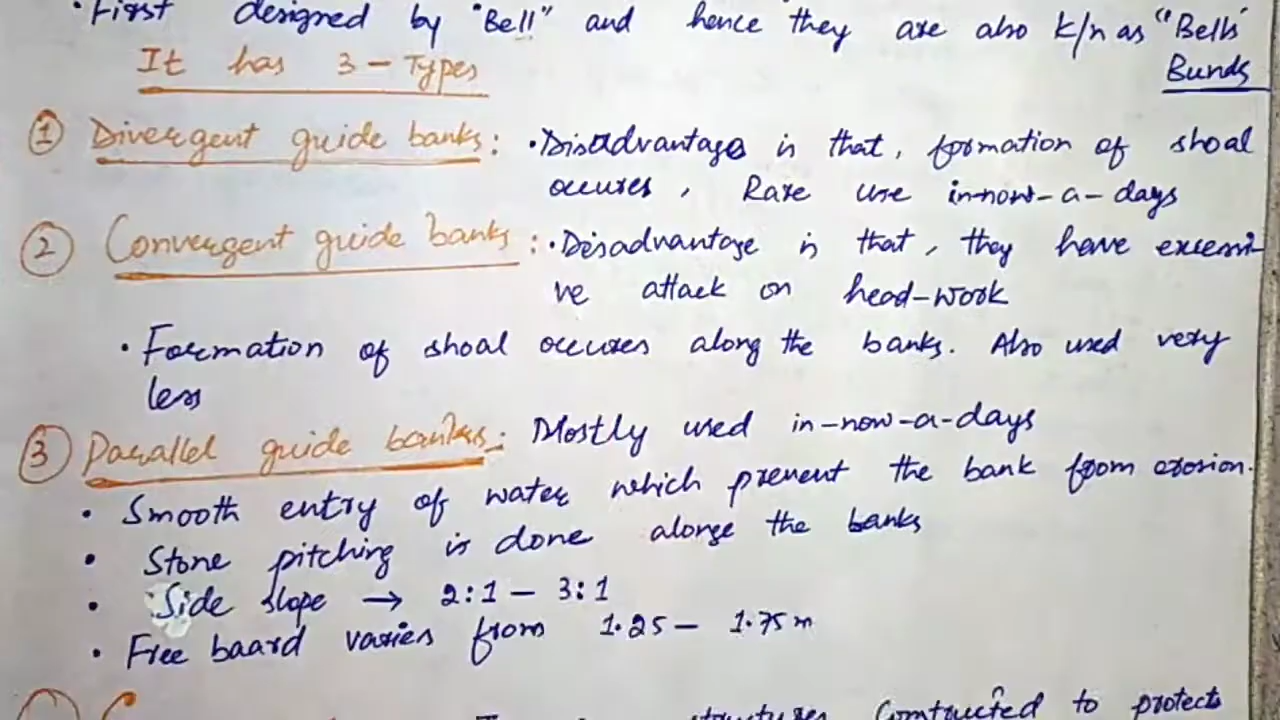 • First designed by "Bell" and hence they are also k/n as "Bell's
It has 3 - Types Bunds
① Divergent guide banks : • Disadvantage is that, formation of shoal
occures, Rare use in-now-a-days
② Convergent guide banks : • Disadvantage is that, they have excessi
ve attack on head-work
• Formation of shoal occures along the banks. Also used very
less
③ Parallel guide banks : Mostly used in-now-a-days
• Smooth entry of water which prevent the bank from erosion.
• Stone pitching is done alonge the banks
• Side slope → 2:1 - 3:1
• Free baard varies from 1.25 - 1.75 m
structures Constructed to protects